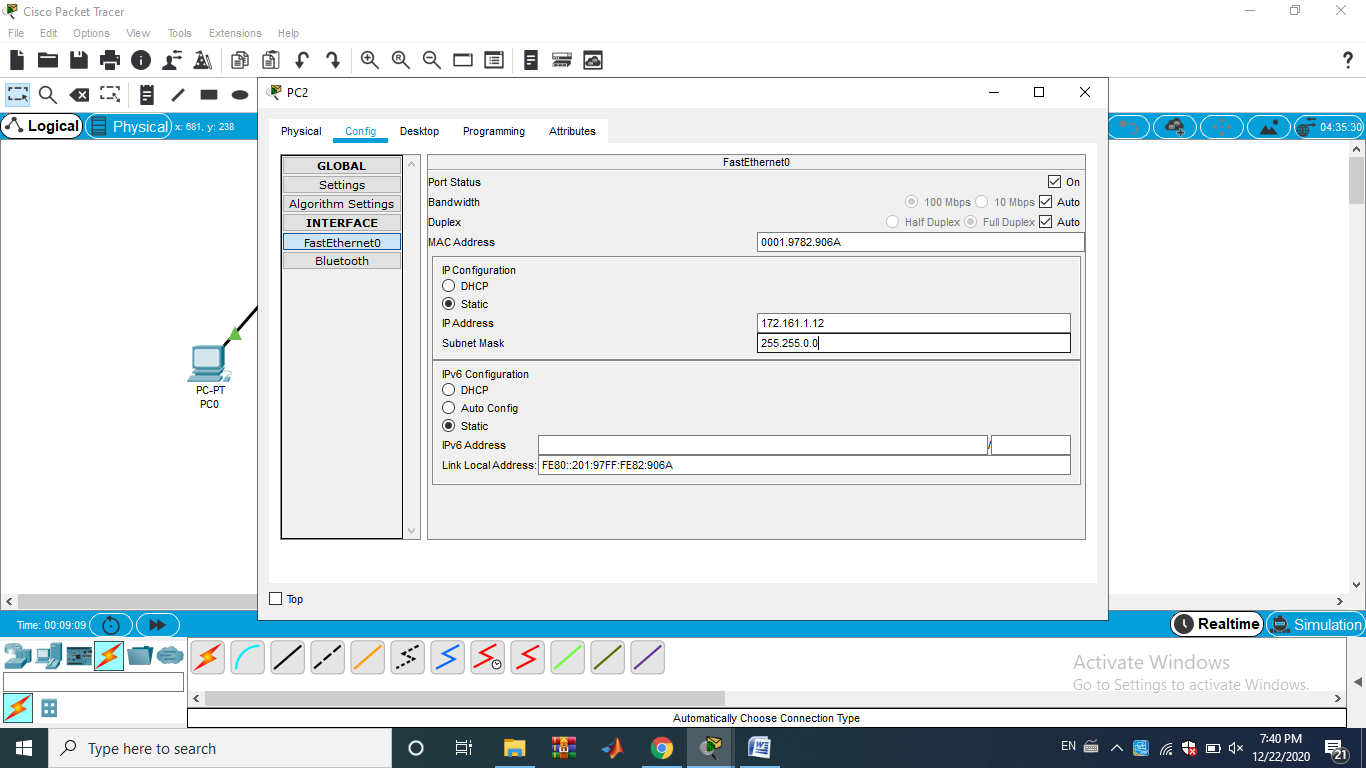 Cisco Packet Tracer
File Edit Options View Tools Extensions Help
?
PC2
Logical Physical x: 681, y: 238
04:35:30
Physical Config Desktop Programming Attributes
GLOBAL
Settings
Algorithm Settings
INTERFACE
FastEthernet0
Bluetooth
FastEthernet0
Port Status On
Bandwidth 100 Mbps 10 Mbps Auto
Duplex Half Duplex Full Duplex Auto
MAC Address 0001.9782.906A
IP Configuration
DHCP
Static
IP Address 172.161.1.12
Subnet Mask 255.255.0.0
IPv6 Configuration
DHCP
Auto Config
Static
IPv6 Address /
Link Local Address: FE80::201:97FF:FE82:906A
Top
PC-PT
PC0
Time: 00:09:09
Realtime Simulation
Activate Windows
Go to Settings to activate Windows.
Automatically Choose Connection Type
Type here to search
EN
7:40 PM
12/22/2020
21